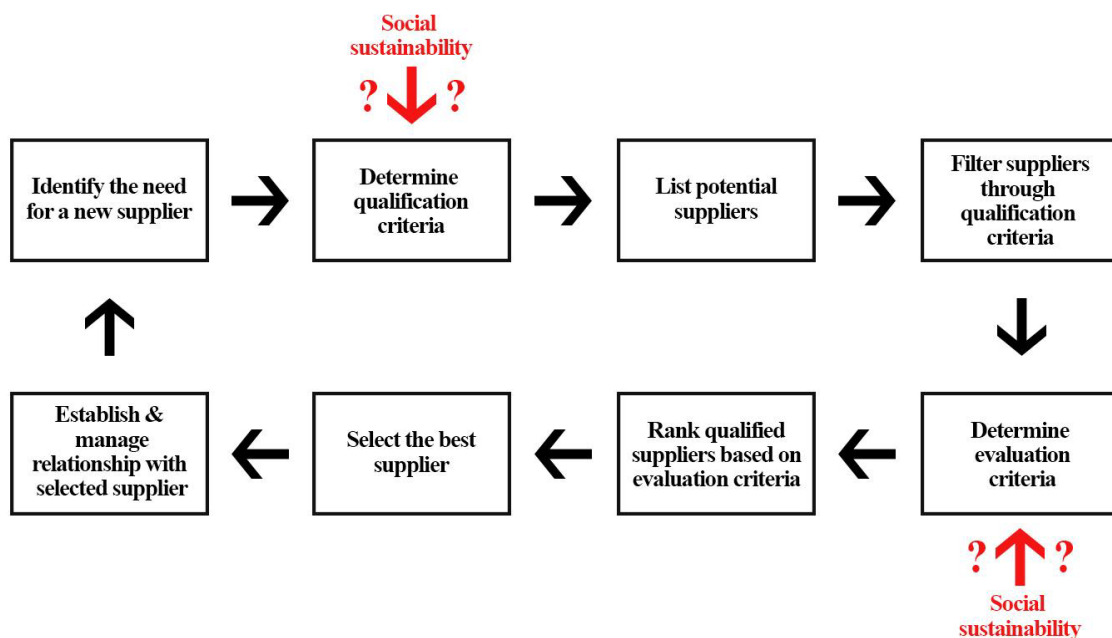 Social
sustainability
? ?
Identify the need
for a new supplier
Determine
qualification
criteria
List potential
suppliers
Filter suppliers
through
qualification
criteria
Establish &
manage
relationship with
selected supplier
Select the best
supplier
Rank qualified
suppliers based on
evaluation criteria
Determine
evaluation
criteria
? ?
Social
sustainability